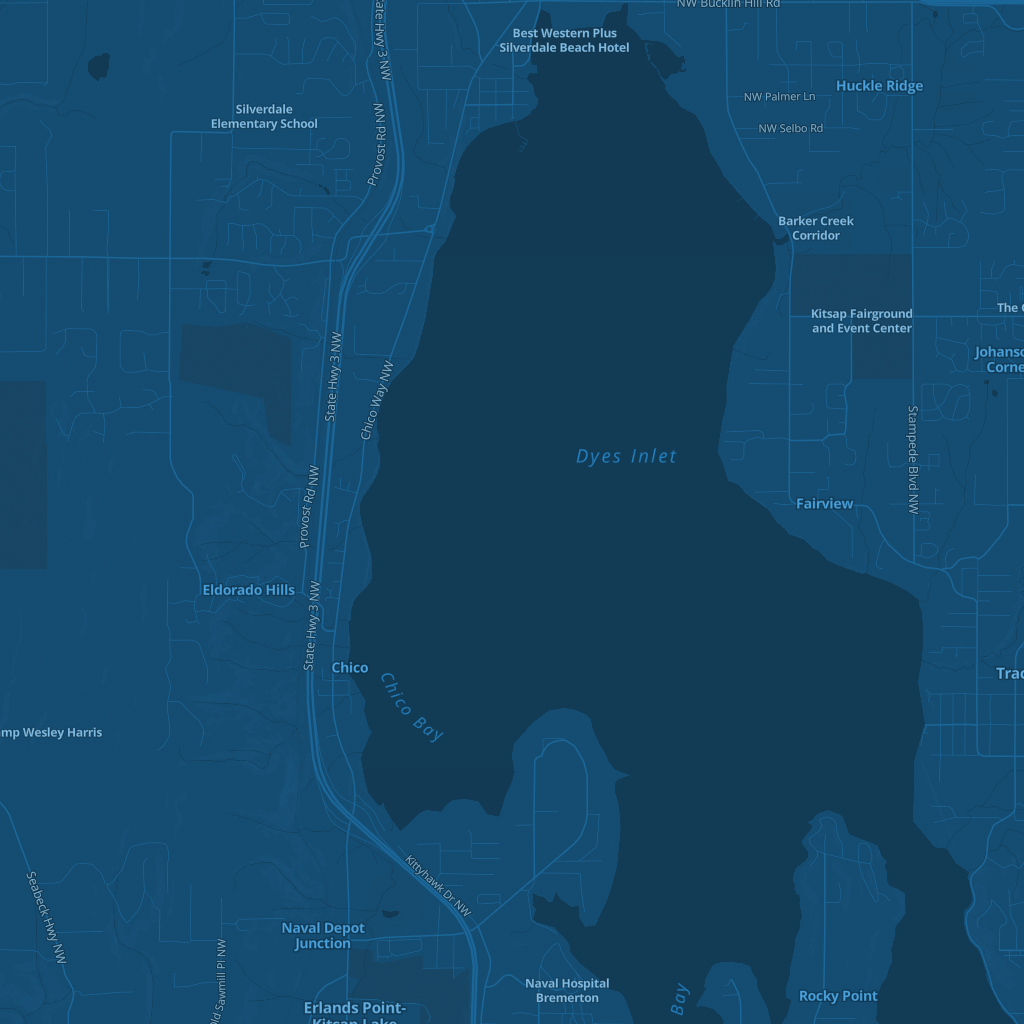 NW Bucklin Hill Rd
Best Western Plus
Silverdale Beach Hotel
State Hwy 3 NW
Huckle Ridge
NW Palmer Ln
Silverdale
Elementary School
NW Selbo Rd
Provost Rd NW
Barker Creek
Corridor
The
Kitsap Fairground
and Event Center
Johanso
Corne
State Hwy 3 NW
Chico Way NW
Stampede Blvd NW
Dyes Inlet
Provost Rd NW
Fairview
Eldorado Hills
State Hwy 3 NW
Chico
Trac
Chico Bay
amp Wesley Harris
Kittyhawk Dr NW
Seabeck Hwy NW
Naval Depot
Junction
Old Sawmill Pl NW
Naval Hospital
Bremerton
Bay
Rocky Point
Erlands Point-
Kitsap Lake